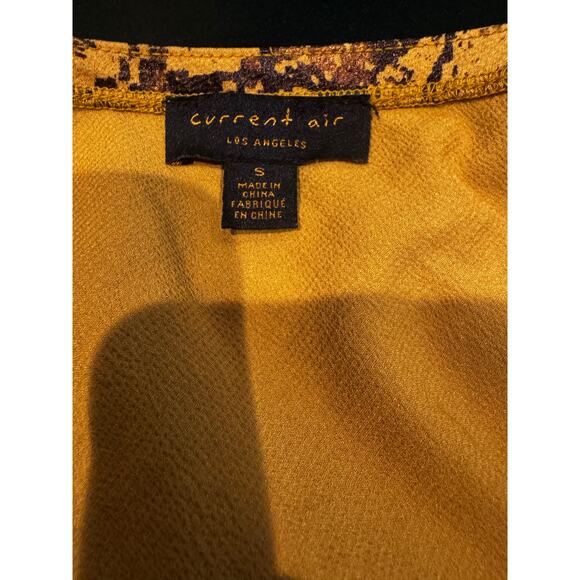 current air
LOS ANGELES
S
MADE IN
CHINA
FABRIQUÉ
EN CHINE